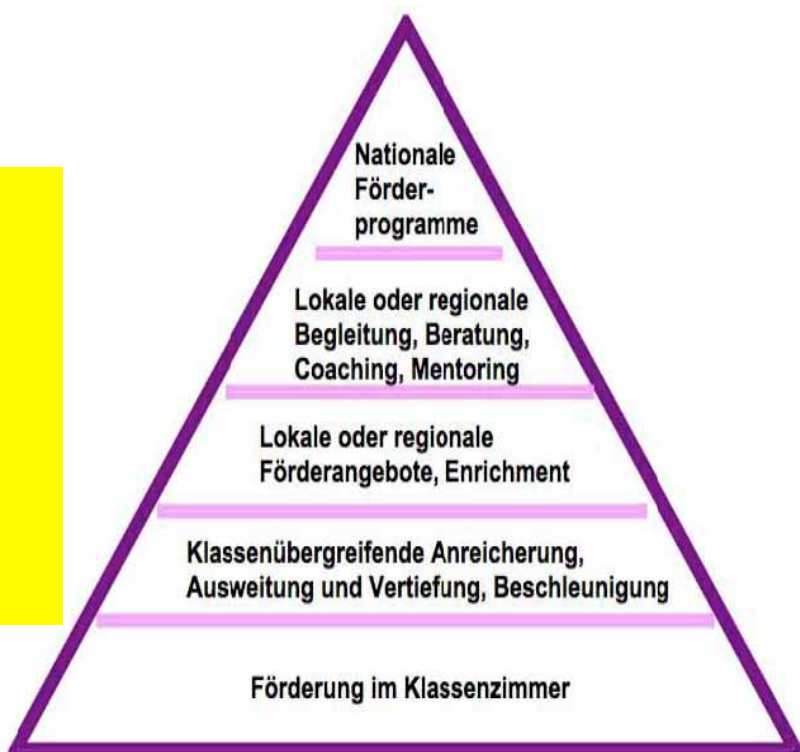 Nationale
Förder-
programme
Lokale oder regionale
Begleitung, Beratung,
Coaching, Mentoring
Lokale oder regionale
Förderangebote, Enrichment
Klassenübergreifende Anreicherung,
Ausweitung und Vertiefung, Beschleunigung
Förderung im Klassenzimmer